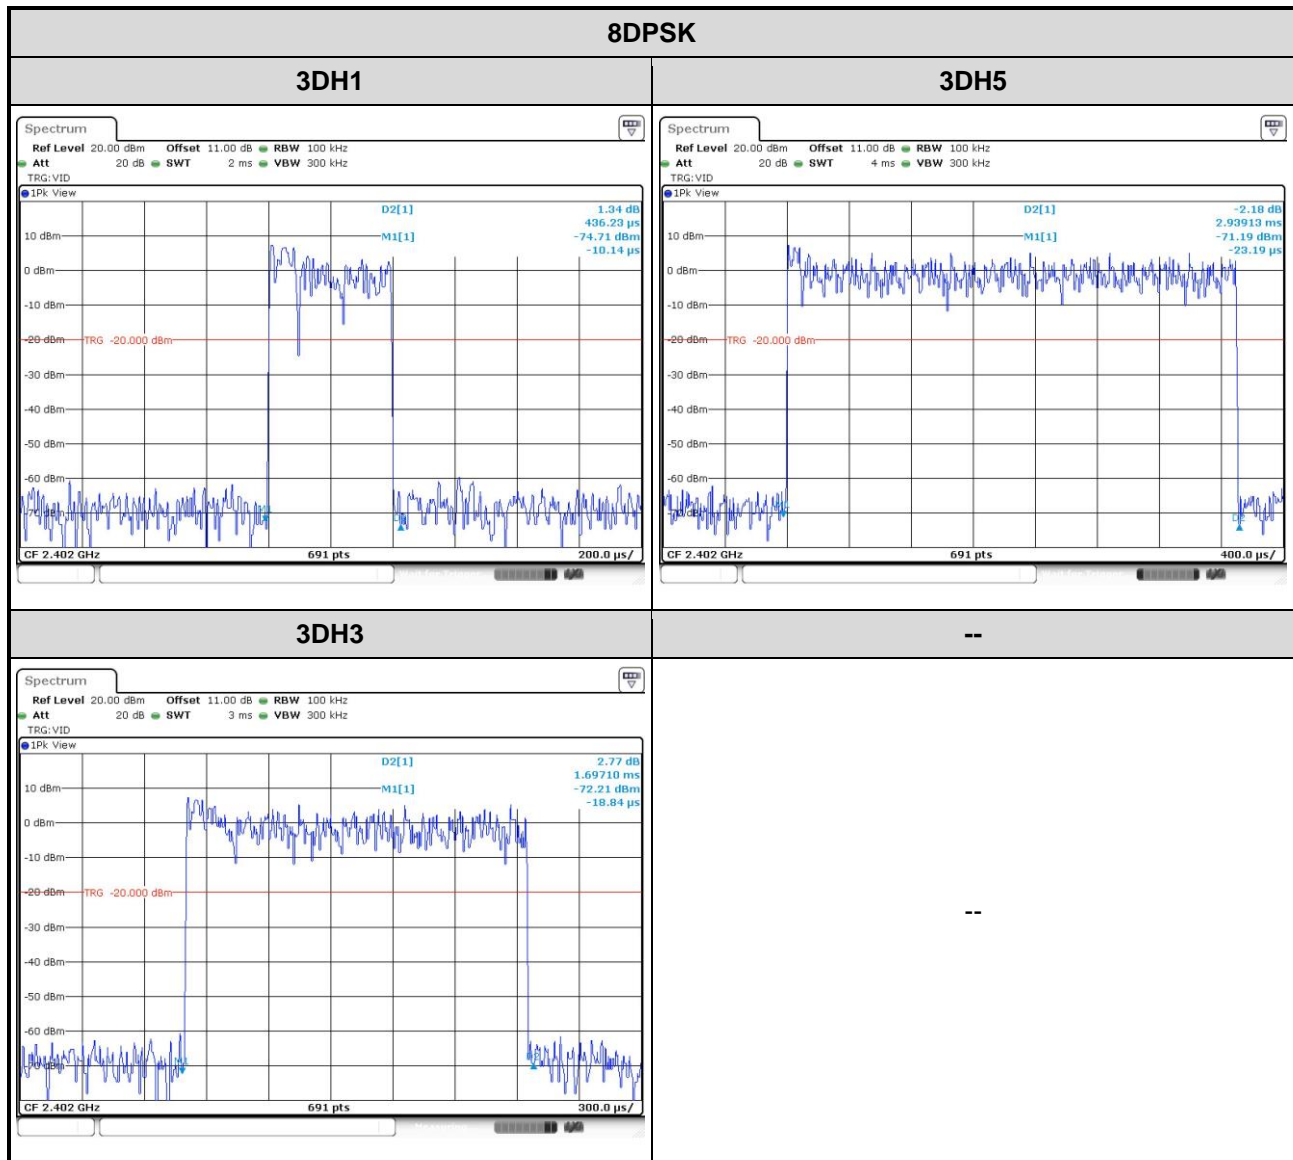 8DPSK
3DH1
3DH5
Spectrum
Ref Level 20.00 dBm Offset 11.00 dB RBW 100 kHz
Att 20 dB SWT 2 ms VBW 300 kHz
TRG:VID
1Pk View
D2[1] 1.34 dB
436.23 µs
M1[1] -74.71 dBm
-10.14 µs
10 dBm
0 dBm
-10 dBm
-20 dBm
TRG -20.000 dBm
-30 dBm
-40 dBm
-50 dBm
-60 dBm
-70 dBm
CF 2.402 GHz 691 pts 200.0 µs/
Spectrum
Ref Level 20.00 dBm Offset 11.00 dB RBW 100 kHz
Att 20 dB SWT 4 ms VBW 300 kHz
TRG:VID
1Pk View
D2[1] -2.18 dB
2.93913 ms
M1[1] -71.19 dBm
-23.19 µs
10 dBm
0 dBm
-10 dBm
-20 dBm
TRG -20.000 dBm
-30 dBm
-40 dBm
-50 dBm
-60 dBm
-70 dBm
D2
CF 2.402 GHz 691 pts 400.0 µs/
3DH3
--
Spectrum
Ref Level 20.00 dBm Offset 11.00 dB RBW 100 kHz
Att 20 dB SWT 3 ms VBW 300 kHz
TRG:VID
1Pk View
D2[1] 2.77 dB
1.69710 ms
M1[1] -72.21 dBm
-18.84 µs
10 dBm
0 dBm
-10 dBm
-20 dBm
TRG -20.000 dBm
-30 dBm
-40 dBm
-50 dBm
-60 dBm
-70 dBm
CF 2.402 GHz 691 pts 300.0 µs/
--